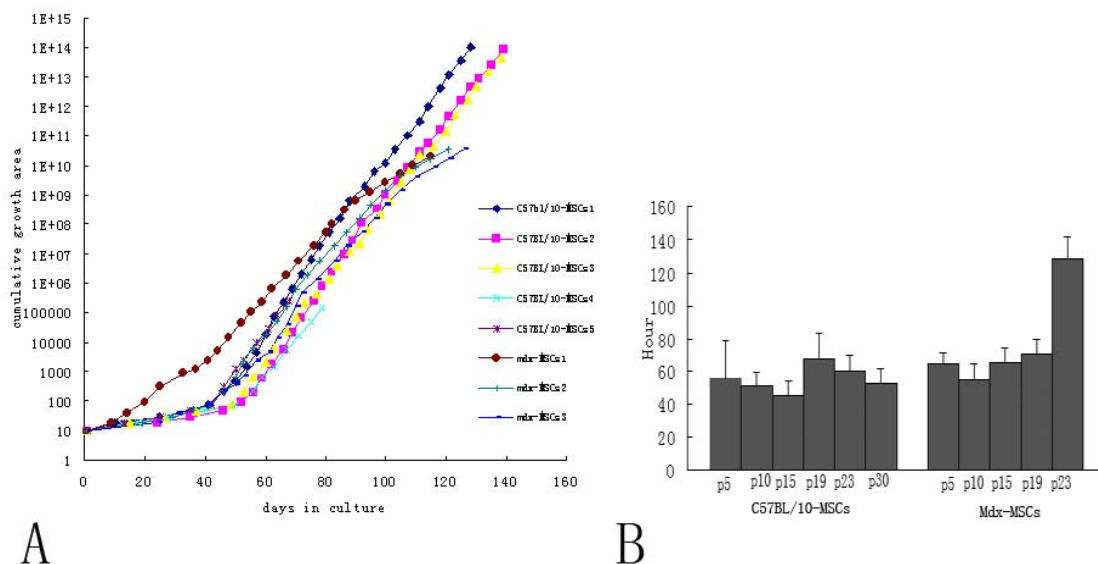 1E+15
1E+14
1E+13
1E+12
1E+11
1E+10
1E+09
1E+08
1E+07
1E+06
100000
10000
1000
100
10
1
cumulative growth area
0 20 40 60 80 100 120 140 160
days in culture
C57bl/10-MSCs1
C57BL/10-MSCs2
C57BL/10-MSCs3
C57BL/10-MSCs4
C57BL/10-MSCs5
mdx-MSCs1
mdx-MSCs2
mdx-MSCs3
A
160
140
120
100
80
60
40
20
0
Hour
p5 p10 p15 p19 p23 p30 p5 p10 p15 p19 p23
C57BL/10-MSCs Mdx-MSCs
B